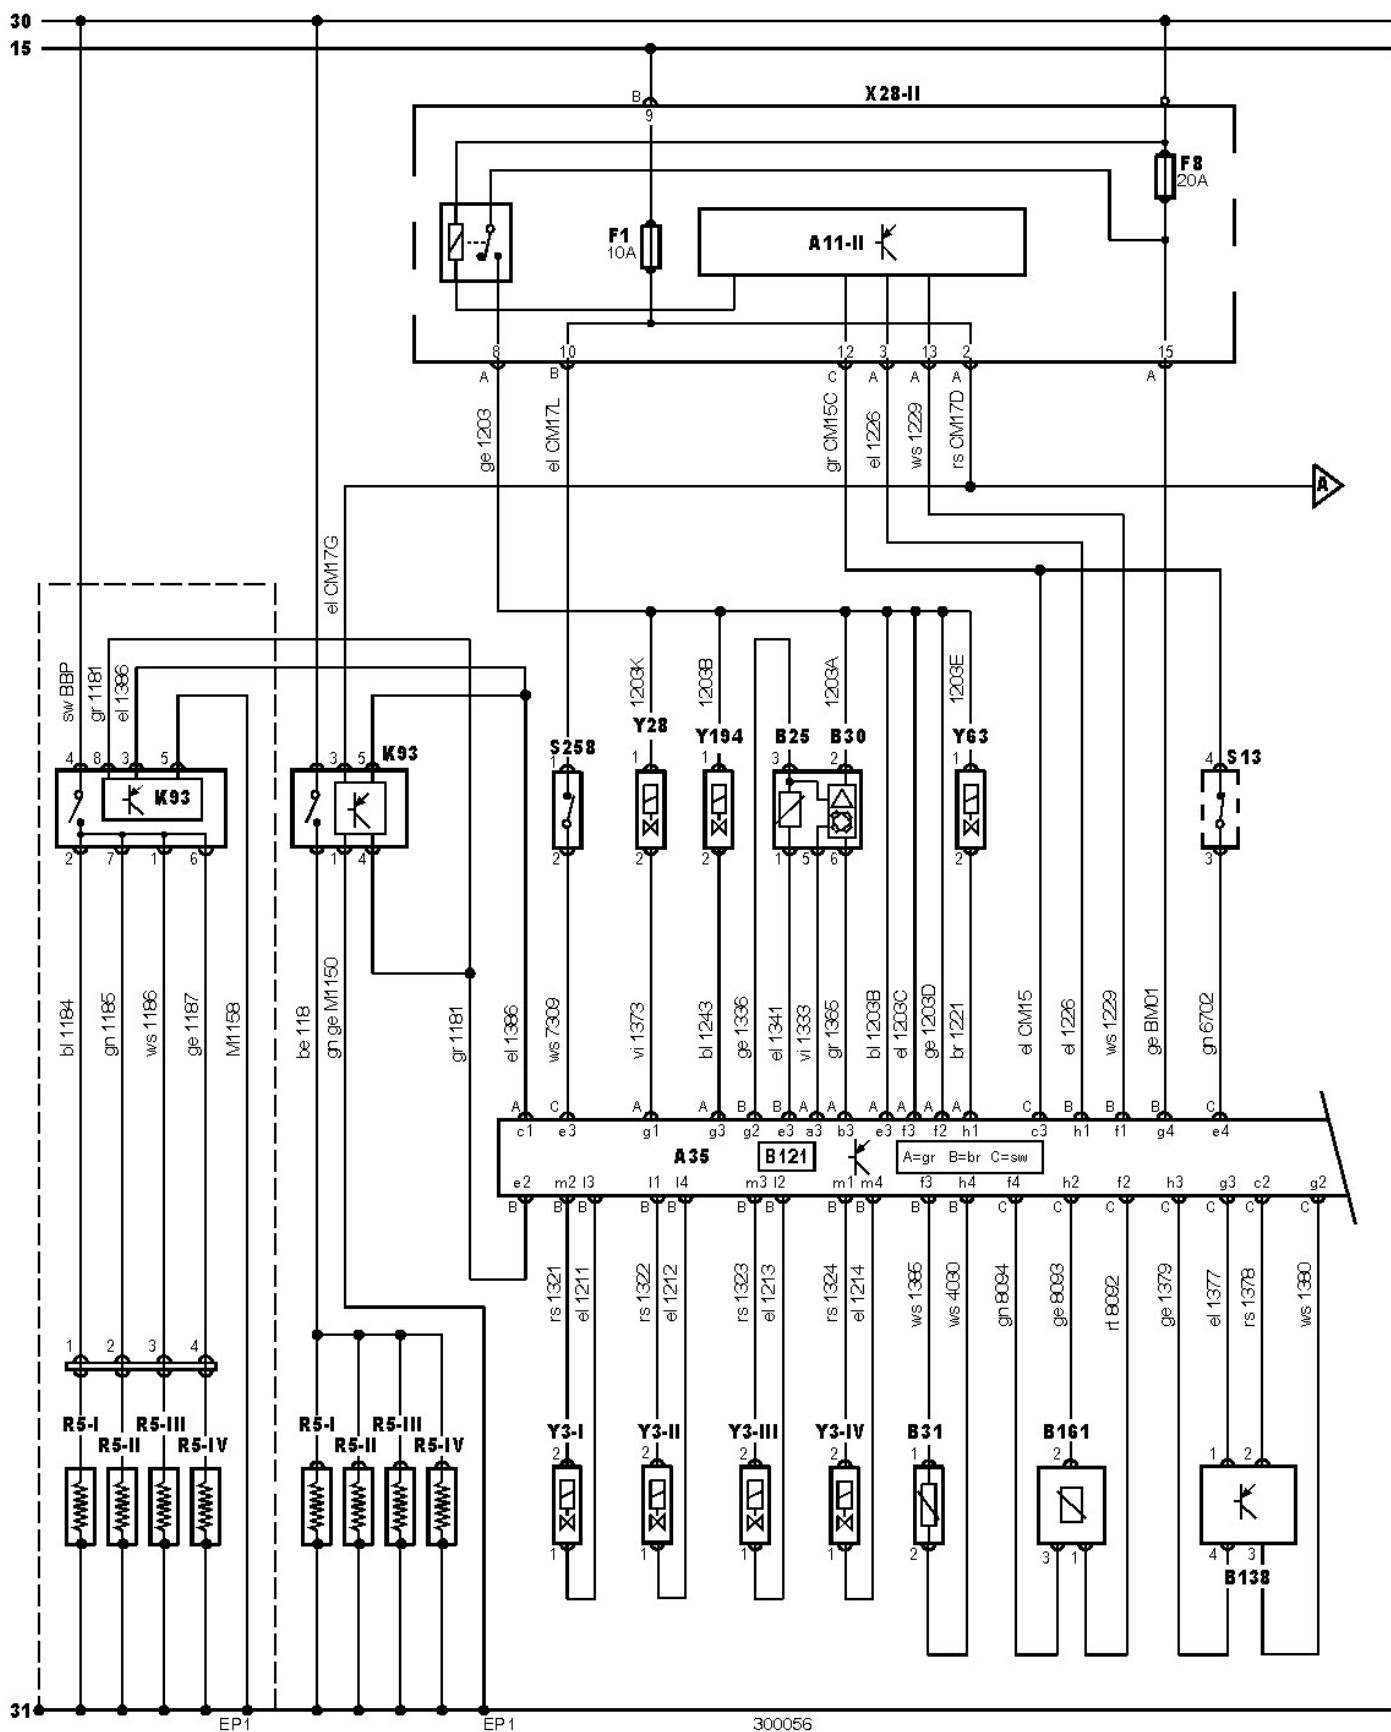 30
15
X28-II
B
9
F8
20A
F1
10A
A11-II
8 10 12 3 13 2 15
A B C A A A A
ge 1203
el CM17L
gr CM15C
el 1226
ws 1229
rs CM17D
A
el CM17G
sw BBP
gr 1181
el 1386
1203K
1203B
1203A
1203E
4 8 3 5
K93
2 7 1 6
3 5
K93
1 4
S258
1
2
Y28
1
2
Y194
1
2
B25
B30
3 2
1 5 6
Y63
1
2
S13
4
3
bl 1184
gn 1185
ws 1186
ge 1187
M1158
be 118
gn ge M1150
gr 1181
el 1386
ws 7309
vi 1373
bl 1243
ge 1336
el 1341
vi 1333
gr 1365
bl 1203B
el 1203C
ge 1203D
br 1221
el CM15
el 1226
ws 1229
ge BM01
gn 6702
A C A A B B A A A A A A C B B B C
c1 e3 g1 g3 g2 e3 a3 b3 e3 f3 f2 h1 c3 h1 f1 g4 e4
A35
B121
A=gr B=br C=sw
e2 m2 l3 l1 l4 m3 l2 m1 m4 f3 h4 f4 h2 f2 h3 g3 c2 g2
B B B B B B B B B B B C C C C C C C
rs 1321
el 1211
rs 1322
el 1212
rs 1323
el 1213
rs 1324
el 1214
ws 1385
ws 4030
gn 8094
ge 8093
rt 8092
ge 1379
el 1377
rs 1378
ws 1380
1 2 3 4
R5-I
R5-II
R5-III
R5-IV
R5-I
R5-II
R5-III
R5-IV
Y3-I
2
1
Y3-II
2
1
Y3-III
2
1
Y3-IV
2
1
B31
1
2
B161
2
3 1
1 2
4 3
B138
31
EP1
EP1
300056